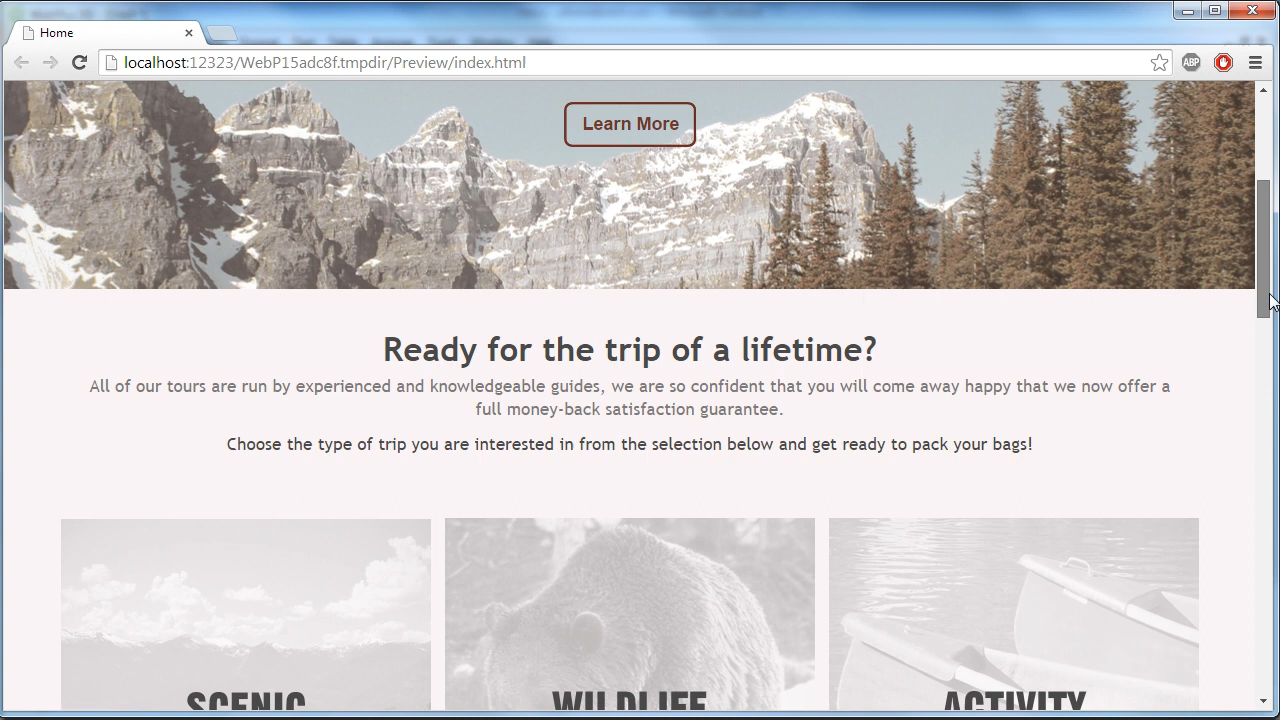 Home
localhost:12323/WebP15adc8f.tmpdir/Preview/index.html
ABP
Learn More
Ready for the trip of a lifetime?
All of our tours are run by experienced and knowledgeable guides, we are so confident that you will come away happy that we now offer a
full money-back satisfaction guarantee.
Choose the type of trip you are interested in from the selection below and get ready to pack your bags!
SCENIC WILDLIFE ACTIVITY